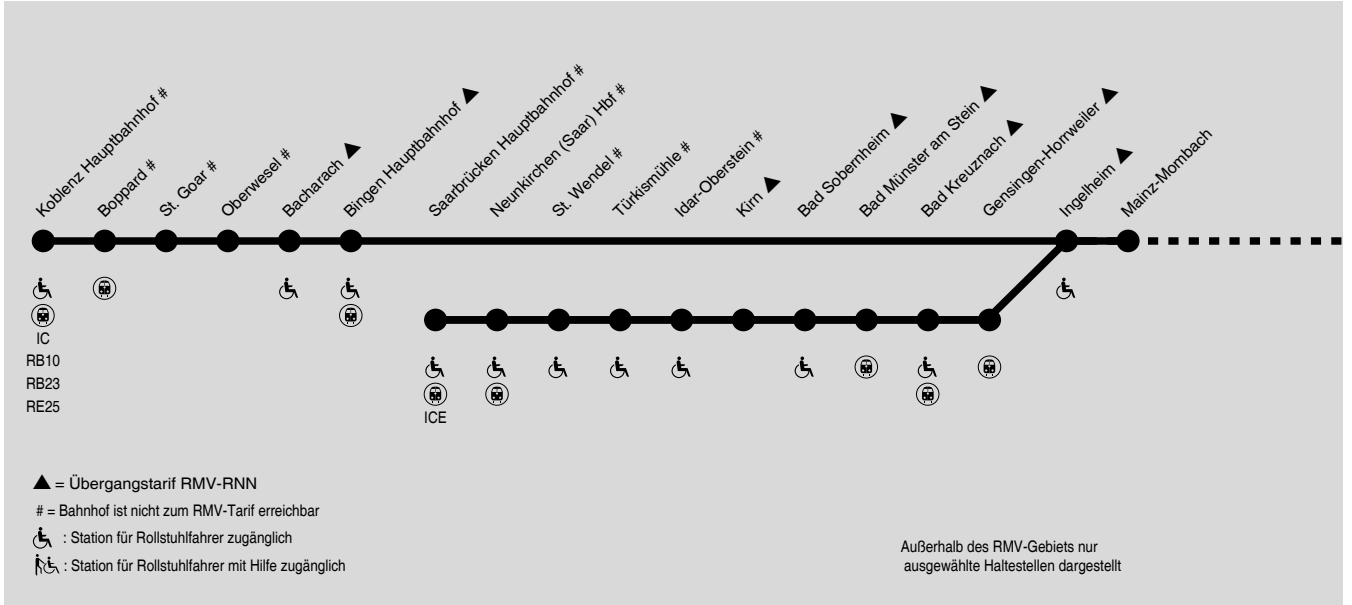 Koblenz Hauptbahnhof #
Boppard #
St. Goar #
Oberwesel #
Bacharach ▲
Bingen Hauptbahnhof ▲
Saarbrücken Hauptbahnhof #
Neunkirchen (Saar) Hbf #
St. Wendel #
Türkismühle #
Idar-Oberstein #
Kirn ▲
Bad Sobernheim ▲
Bad Münster am Stein ▲
Bad Kreuznach ▲
Gensingen-Horrweiler ▲
Ingelheim ▲
Mainz-Mombach
IC
RB10
RB23
RE25
ICE
▲ = Übergangstarif RMV-RNN
# = Bahnhof ist nicht zum RMV-Tarif erreichbar
: Station für Rollstuhlfahrer zugänglich
: Station für Rollstuhlfahrer mit Hilfe zugänglich
Außerhalb des RMV-Gebiets nur
ausgewählte Haltestellen dargestellt